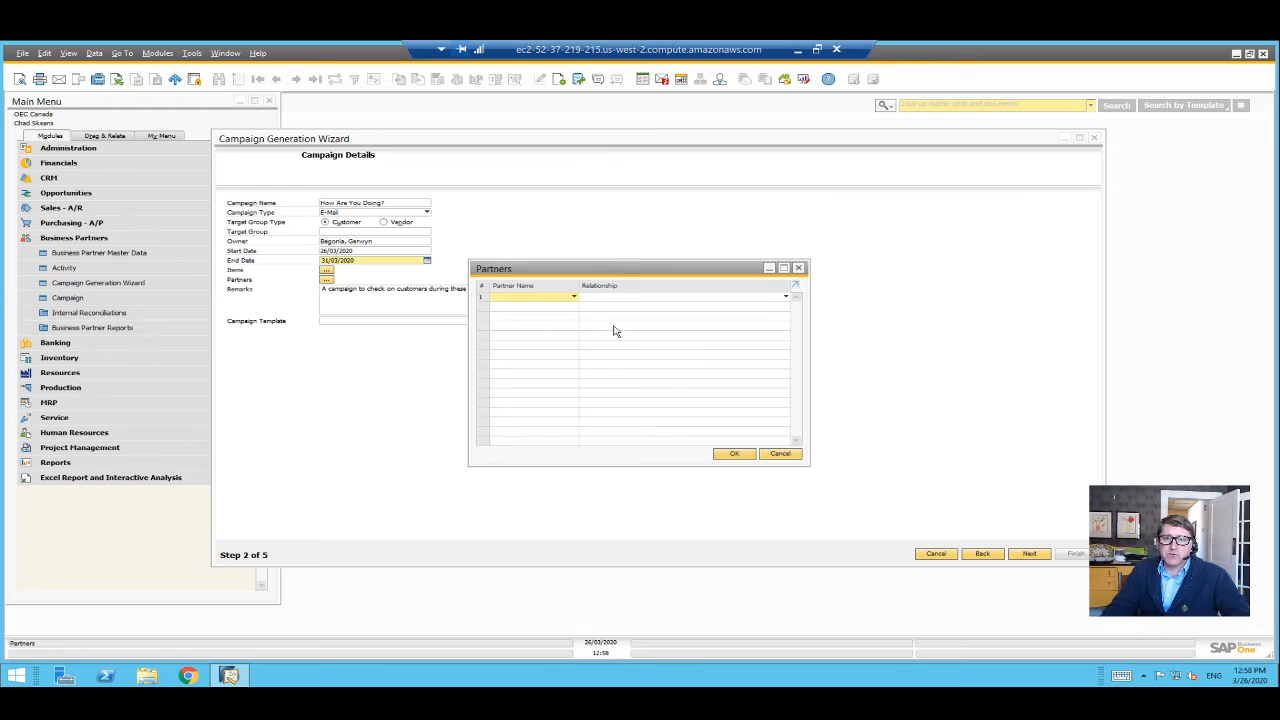 ec2-52-37-219-215.us-west-2.compute.amazonaws.com
File Edit View Data Go To Modules Tools Window Help
Main Menu
OEC Canada
Chad Skeans
Modules Drag & Relate My Menu
Look up master data and documents Search Search by Template
Administration
Financials
CRM
Opportunities
Sales - A/R
Purchasing - A/P
Business Partners
Business Partner Master Data
Activity
Campaign Generation Wizard
Campaign
Internal Reconciliations
Business Partner Reports
Banking
Inventory
Resources
Production
MRP
Service
Human Resources
Project Management
Reports
Excel Report and Interactive Analysis
Campaign Generation Wizard
Campaign Details
Campaign Name How Are You Doing?
Campaign Type E-Mail
Target Group Type Customer Vendor
Target Group
Owner Begonia, Gerwyn
Start Date 26/03/2020
End Date 31/03/2020
Items ...
Partners ...
Remarks A campaign to check on customers during these
Campaign Template
Partners
# Partner Name Relationship
1
OK Cancel
Step 2 of 5
Cancel Back Next Finish
Partners
26/03/2020
12:58
SAP Business One
ENG
12:58 PM
3/26/2020